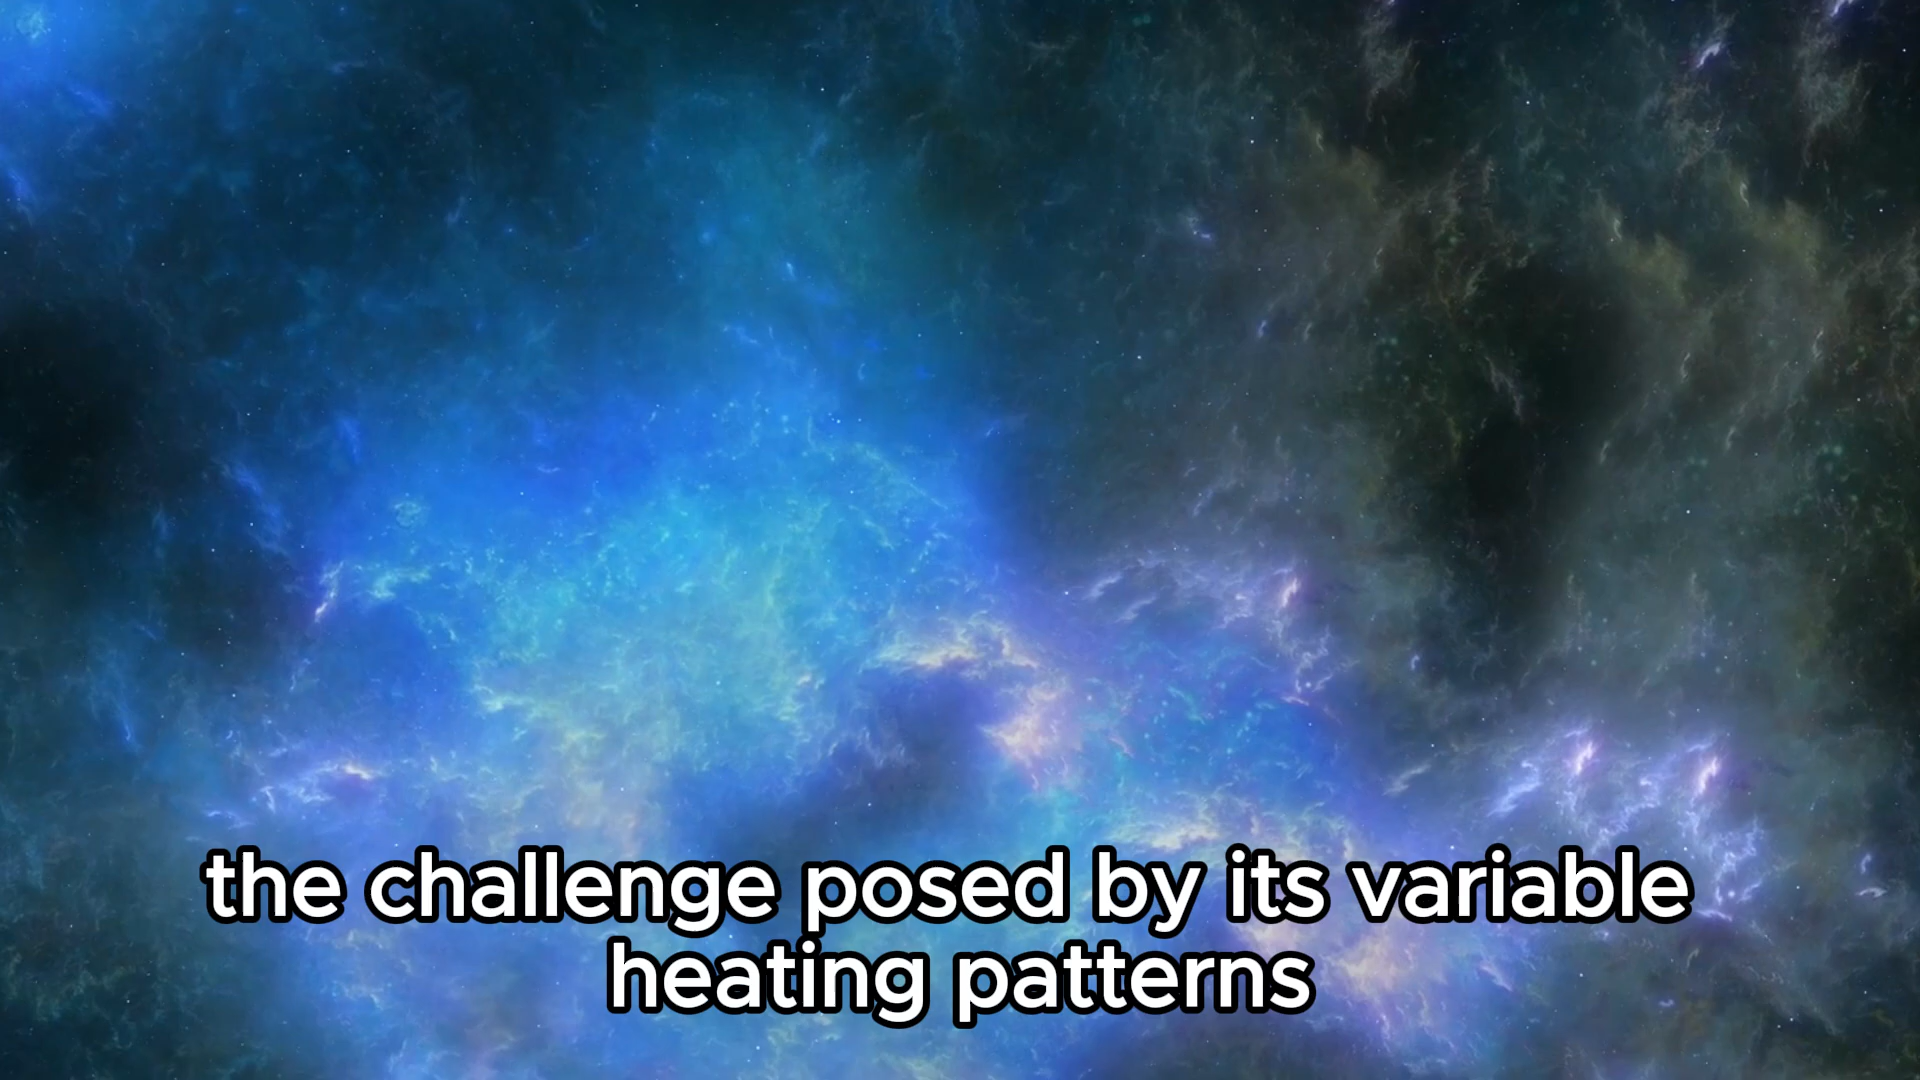 the challenge posed by its variable
heating patterns